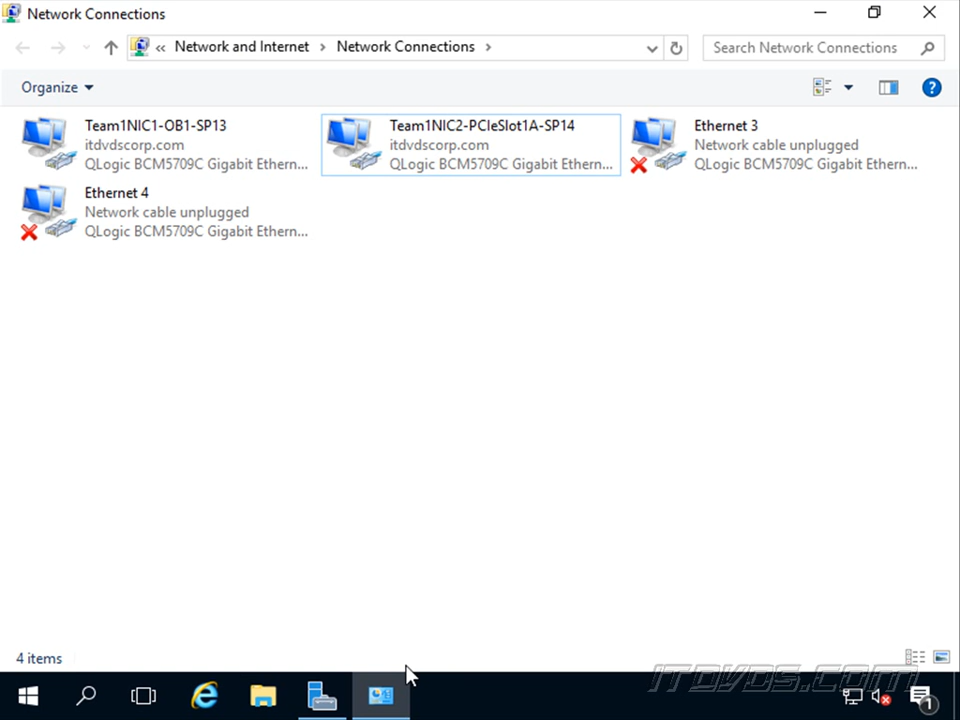 Network Connections
« Network and Internet > Network Connections >
Search Network Connections
Organize
Team1NIC1-OB1-SP13
itdvdscorp.com
QLogic BCM5709C Gigabit Ethern...
Team1NIC2-PCIeSlot1A-SP14
itdvdscorp.com
QLogic BCM5709C Gigabit Ethern...
Ethernet 3
Network cable unplugged
QLogic BCM5709C Gigabit Ethern...
Ethernet 4
Network cable unplugged
QLogic BCM5709C Gigabit Ethern...
4 items
ITDVDS.COM
1